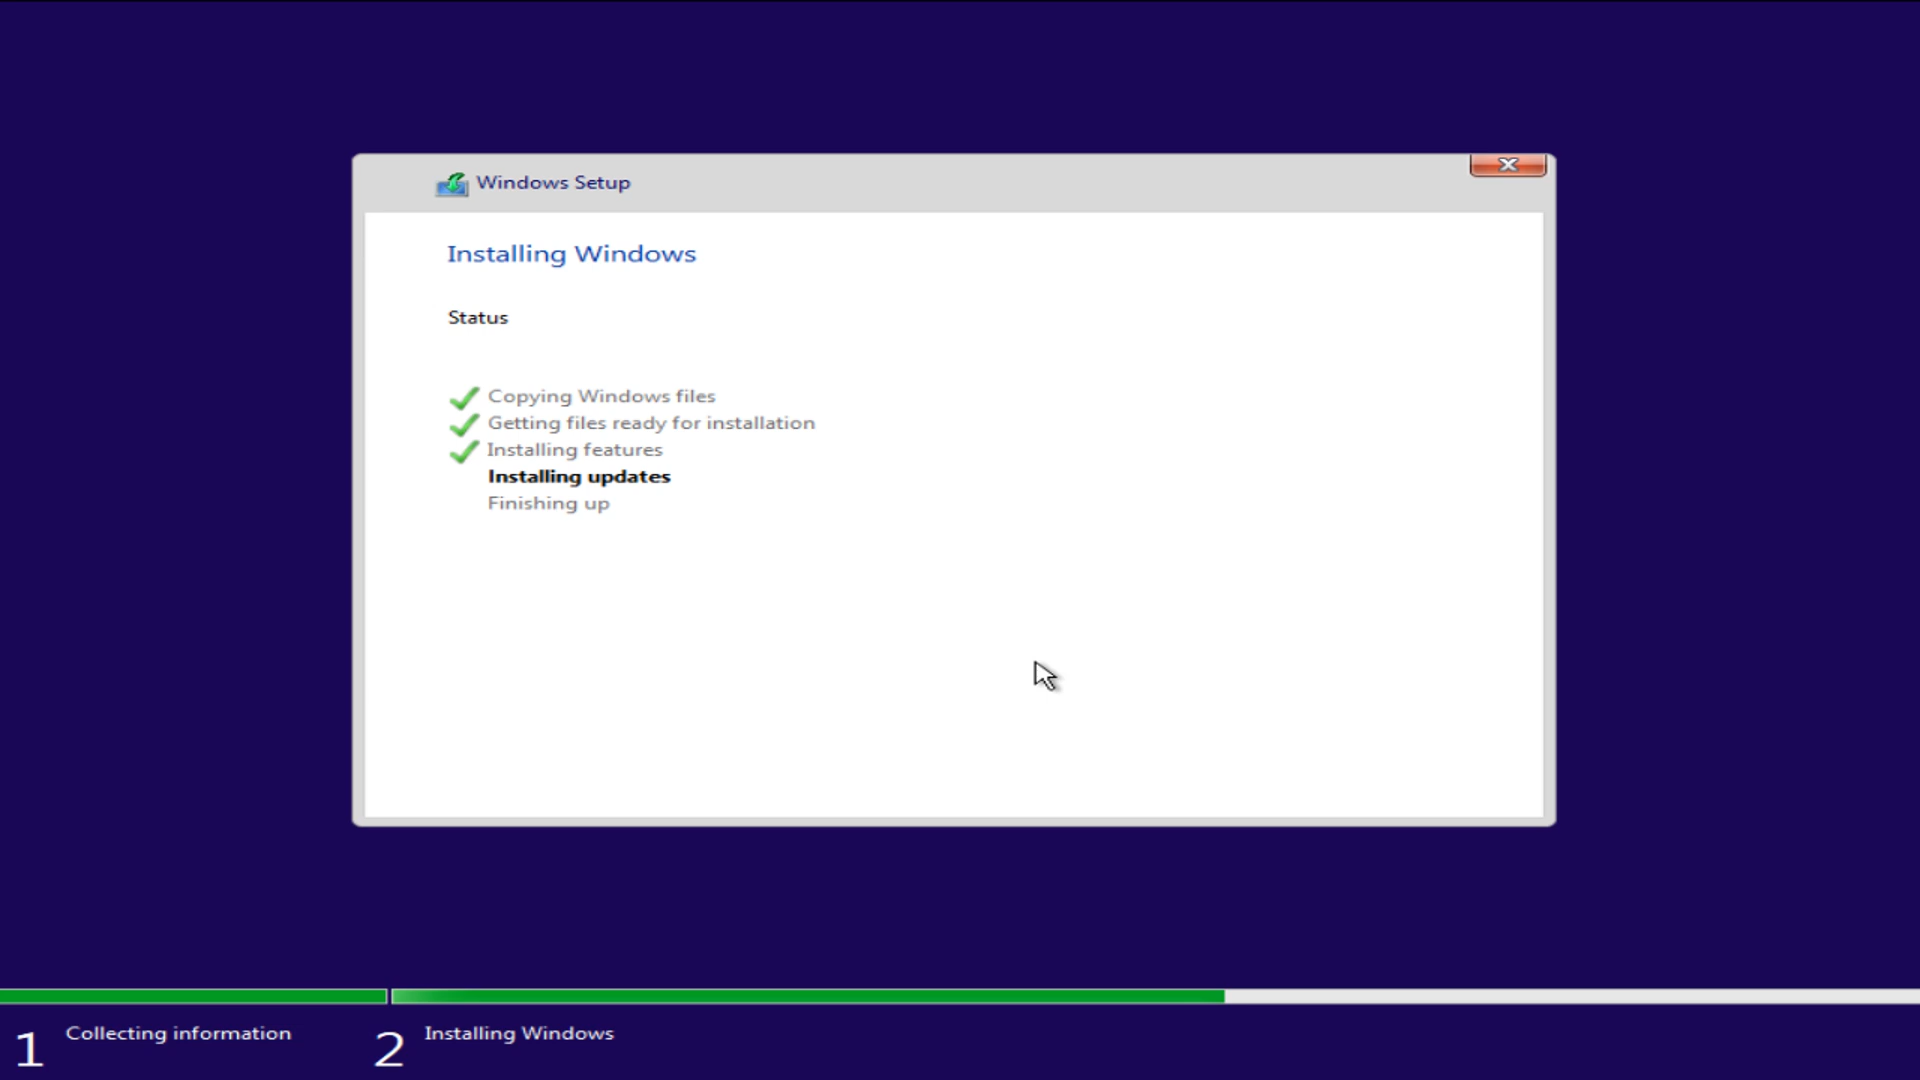 Windows Setup
Installing Windows
Status
Copying Windows files
Getting files ready for installation
Installing features
Installing updates
Finishing up
1 Collecting information
2 Installing Windows